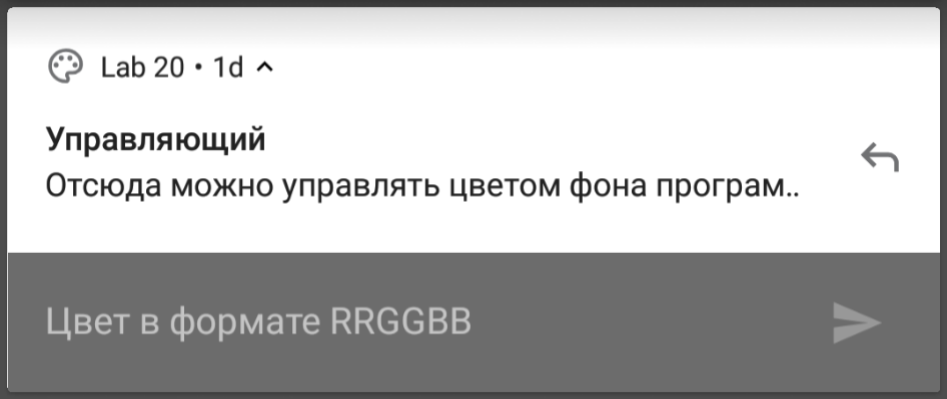 Lab 20 • 1d
Управляющий
Отсюда можно управлять цветом фона програм..
Цвет в формате RRGGBB